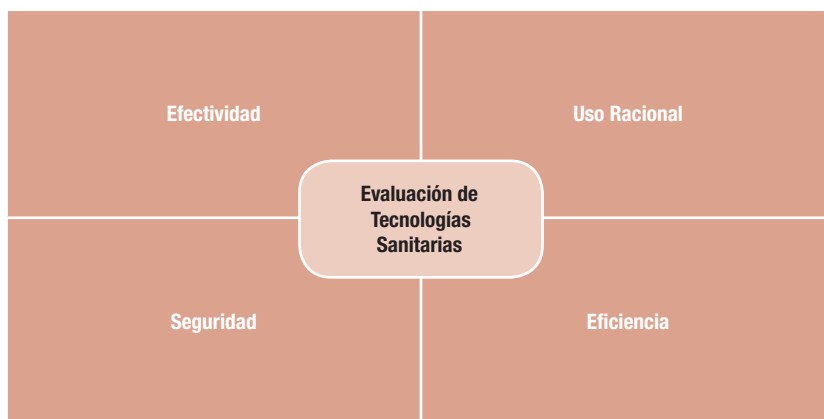 Efectividad
Uso Racional
Evaluación de
Tecnologías
Sanitarias
Seguridad
Eficiencia